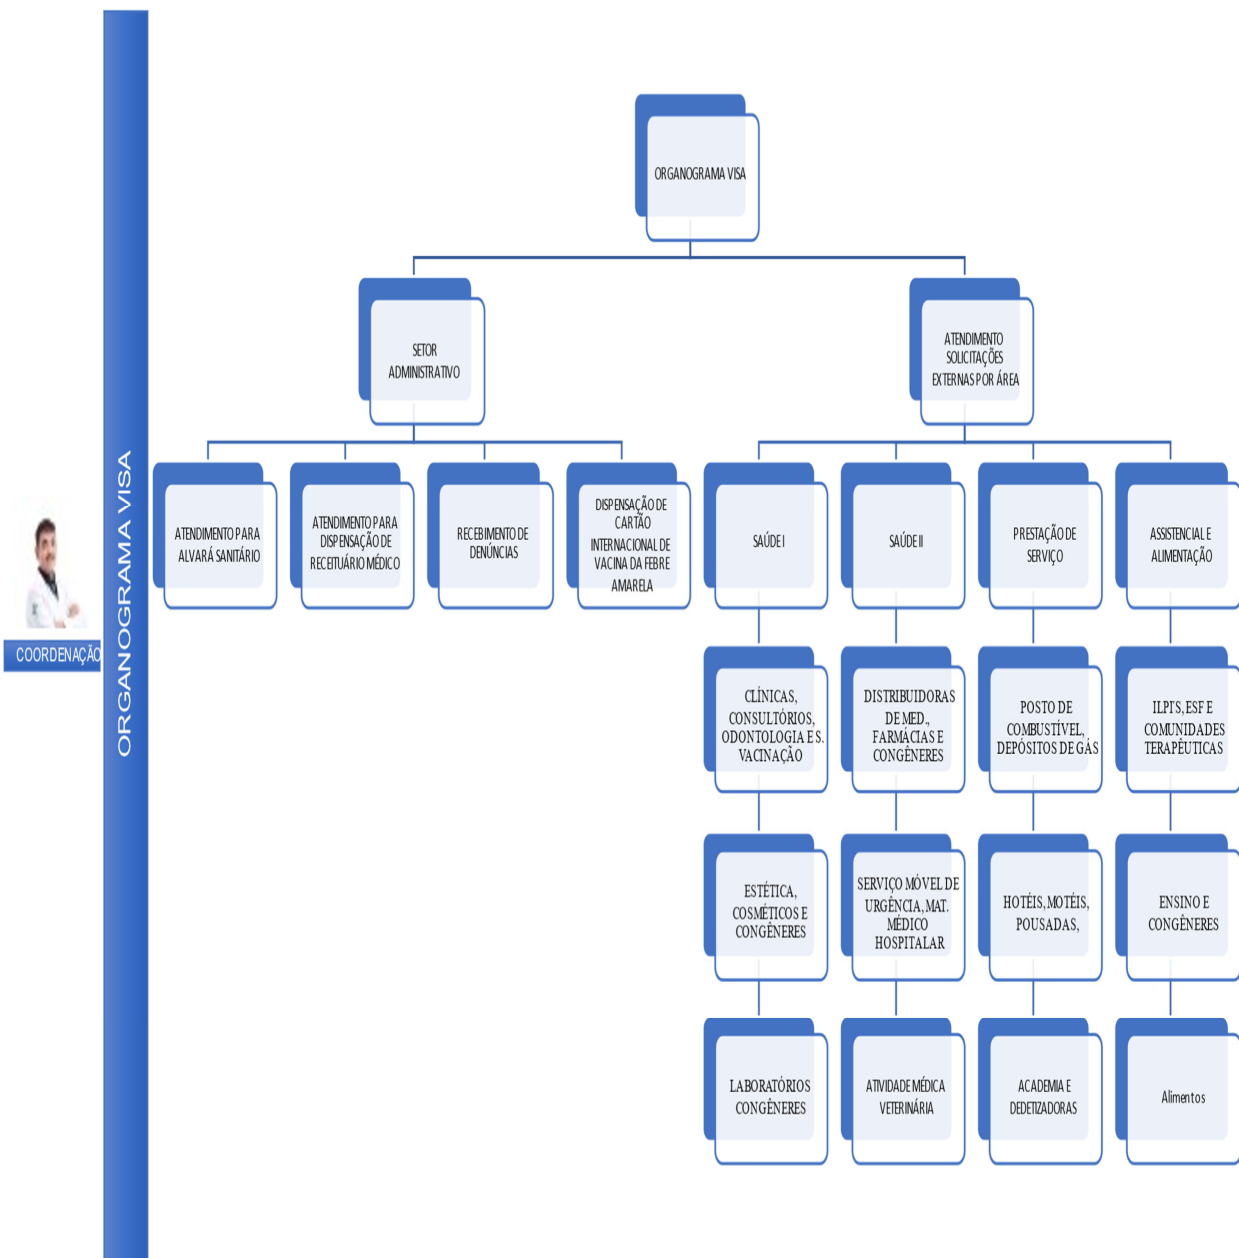 ORGANOGRAMA VISA
COORDENAÇÃO
ORGANOGRAMA VISA
SETOR
ADMINISTRATIVO
ATENDIMENTO
SOLICITAÇÕES
EXTERNAS POR ÁREA
ATENDIMENTO PARA
ALVARÁ SANITÁRIO
ATENDIMENTO PARA
DISPENSAÇÃO DE
RECEITUÁRIO MÉDICO
RECEBIMENTO DE
DENÚNCIAS
DISPENSAÇÃO DE
CARTÃO
INTERNACIONAL DE
VACINA DA FEBRE
AMARELA
SAÚDE I
SAÚDE II
PRESTAÇÃO DE
SERVIÇO
ASSISTENCIAL E
ALIMENTAÇÃO
CLÍNICAS,
CONSULTÓRIOS,
ODONTOLOGIA E S.
VACINAÇÃO
DISTRIBUIDORAS
DE MED.,
FARMÁCIAS E
CONGÊNERES
POSTO DE
COMBUSTÍVEL,
DEPÓSITOS DE GÁS
ILPI'S, ESF E
COMUNIDADES
TERAPÊUTICAS
ESTÉTICA,
COSMÉTICOS E
CONGÊNERES
SERVIÇO MÓVEL DE
URGÊNCIA, MAT.
MÉDICO
HOSPITALAR
HOTÉIS, MOTÉIS,
POUSADAS,
ENSINO E
CONGÊNERES
LABORATÓRIOS
CONGÊNERES
ATIVIDADE MÉDICA
VETERINÁRIA
ACADEMIA E
DEDETIZADORAS
Alimentos